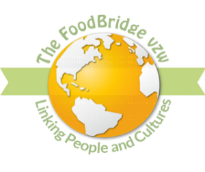 The FoodBridge vzw
Linking People and Cultures